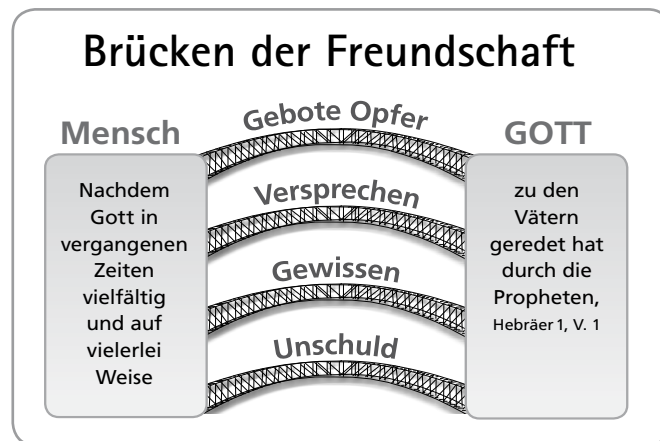 Brücken der Freundschaft
Mensch
Nachdem
Gott in
vergangenen
Zeiten
vielfältig
und auf
vielerlei
Weise
Gebote Opfer
Versprechen
Gewissen
Unschuld
GOTT
zu den
Vätern
geredet hat
durch die
Propheten,
Hebräer 1, V. 1